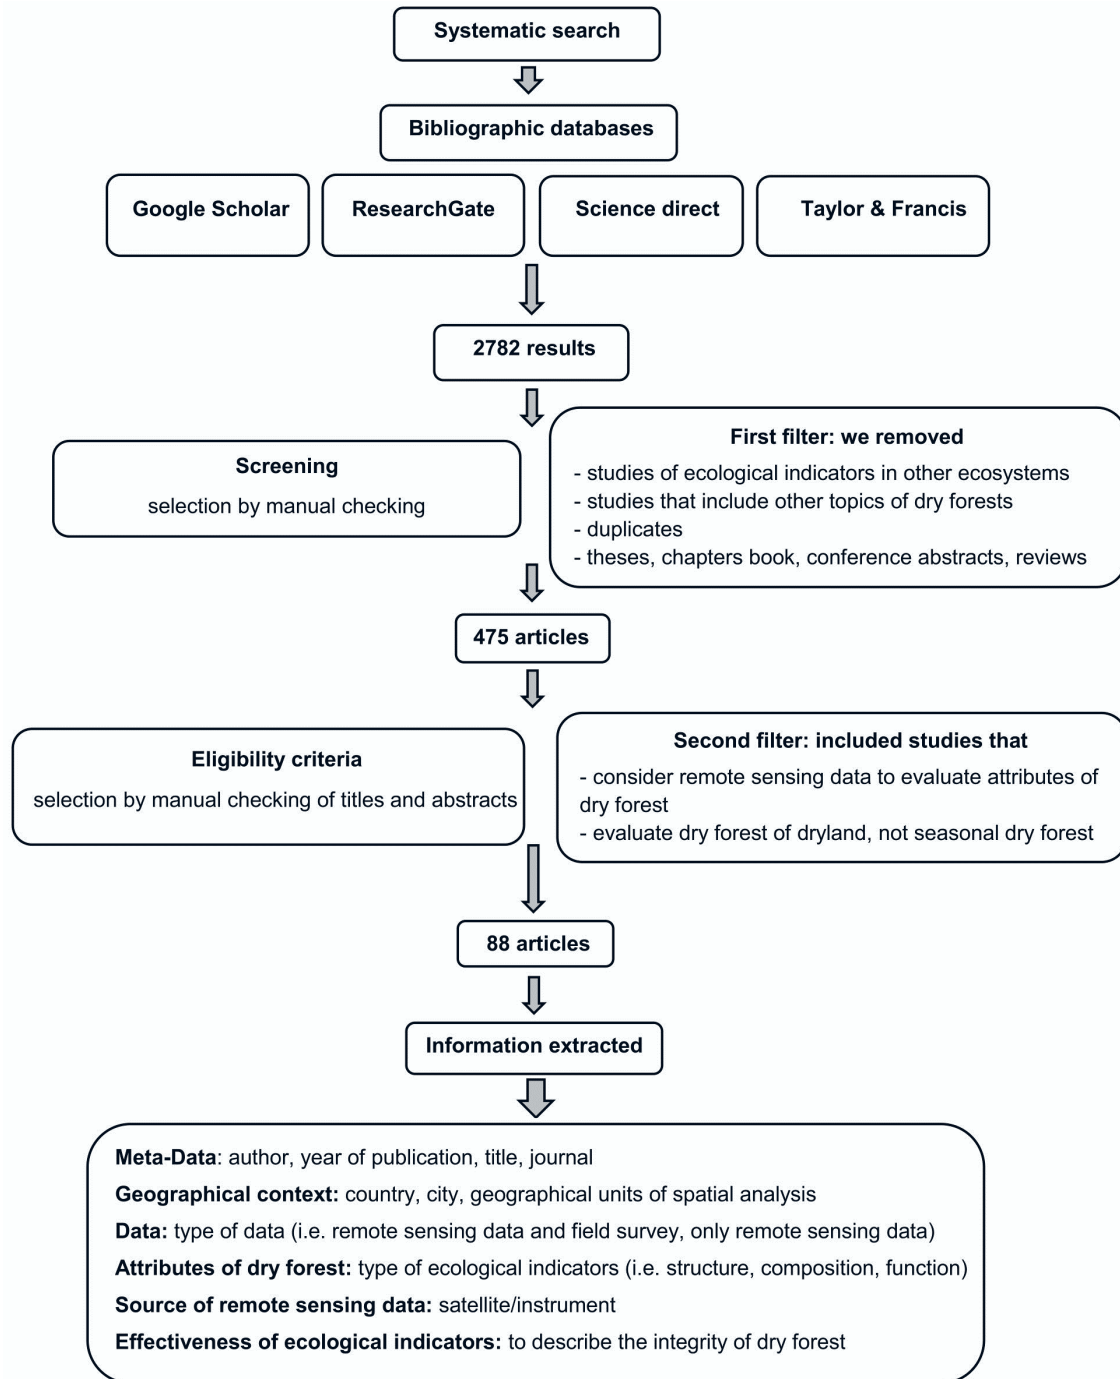 Systematic search
Bibliographic databases
Google Scholar
ResearchGate
Science direct
Taylor & Francis
2782 results
Screening
selection by manual checking
First filter: we removed
- studies of ecological indicators in other ecosystems
- studies that include other topics of dry forests
- duplicates
- theses, chapters book, conference abstracts, reviews
475 articles
Eligibility criteria
selection by manual checking of titles and abstracts
Second filter: included studies that
- consider remote sensing data to evaluate attributes of
dry forest
- evaluate dry forest of dryland, not seasonal dry forest
88 articles
Information extracted
Meta-Data: author, year of publication, title, journal
Geographical context: country, city, geographical units of spatial analysis
Data: type of data (i.e. remote sensing data and field survey, only remote sensing data)
Attributes of dry forest: type of ecological indicators (i.e. structure, composition, function)
Source of remote sensing data: satellite/instrument
Effectiveness of ecological indicators: to describe the integrity of dry forest